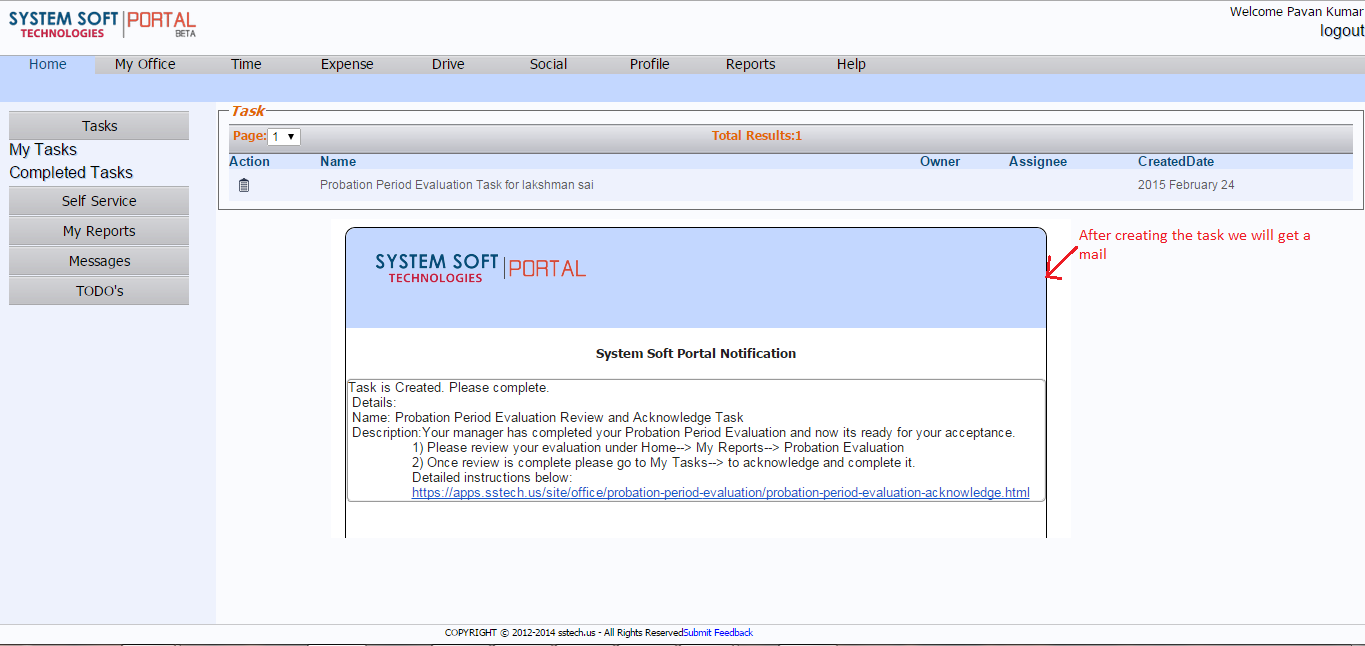 SYSTEM SOFT TECHNOLOGIES PORTAL BETA
Welcome Pavan Kumar
logout
Home My Office Time Expense Drive Social Profile Reports Help
Tasks
My Tasks
Completed Tasks
Self Service
My Reports
Messages
TODO's
Task
Page: 1 Total Results:1
Action Name Owner Assignee CreatedDate
Probation Period Evaluation Task for lakshman sai 2015 February 24
After creating the task we will get a
mail
SYSTEM SOFT TECHNOLOGIES PORTAL
System Soft Portal Notification
Task is Created. Please complete.
Details:
Name: Probation Period Evaluation Review and Acknowledge Task
Description:Your manager has completed your Probation Period Evaluation and now its ready for your acceptance.
1) Please review your evaluation under Home--> My Reports--> Probation Evaluation
2) Once review is complete please go to My Tasks--> to acknowledge and complete it.
Detailed instructions below:
https://apps.sstech.us/site/office/probation-period-evaluation/probation-period-evaluation-acknowledge.html
COPYRIGHT © 2012-2014 sstech.us - All Rights ReservedSubmit Feedback